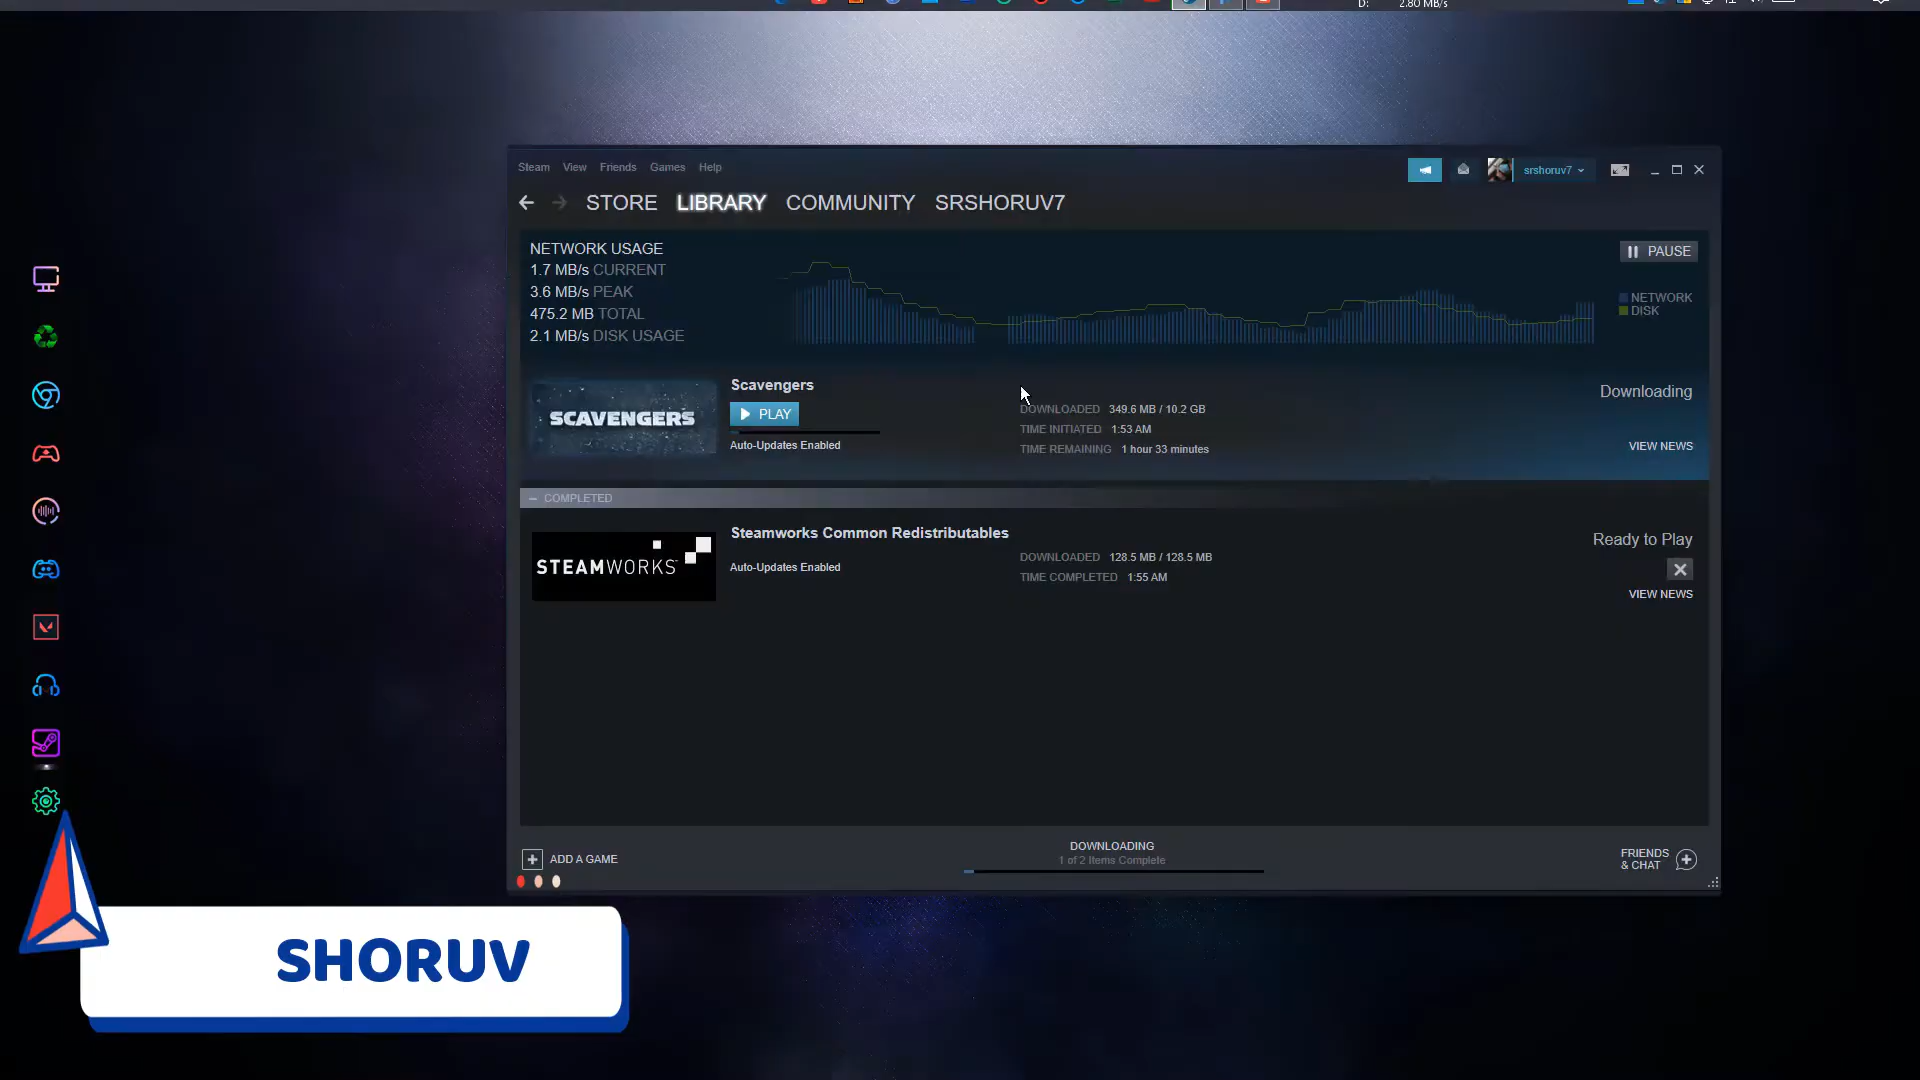 D: 2.80 MB/s
Steam View Friends Games Help
srshoruv7
STORE LIBRARY COMMUNITY SRSHORUV7
NETWORK USAGE
1.7 MB/s CURRENT
3.6 MB/s PEAK
475.2 MB TOTAL
2.1 MB/s DISK USAGE
PAUSE
NETWORK
DISK
SCAVENGERS
Scavengers
PLAY
Auto-Updates Enabled
DOWNLOADED 349.6 MB / 10.2 GB
TIME INITIATED 1:53 AM
TIME REMAINING 1 hour 33 minutes
Downloading
VIEW NEWS
COMPLETED
STEAMWORKS
Steamworks Common Redistributables
Auto-Updates Enabled
DOWNLOADED 128.5 MB / 128.5 MB
TIME COMPLETED 1:55 AM
Ready to Play
VIEW NEWS
ADD A GAME
DOWNLOADING
1 of 2 Items Complete
FRIENDS
& CHAT
SHORUV